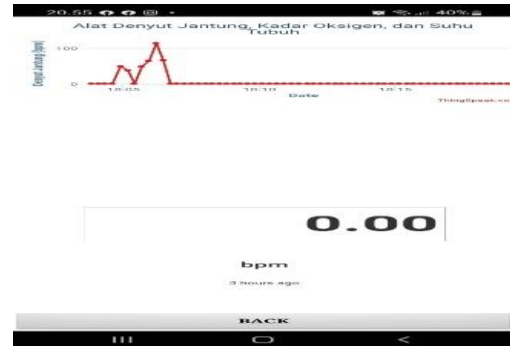 20.55
40%
Alat Denyut Jantung, Kadar Oksigen, dan Suhu
Tubuh
Denyut Jantung (bpm)
100
0
18:05
18:10
18:15
Date
ThingSpeak.co
0.00
bpm
3 hours ago
BACK